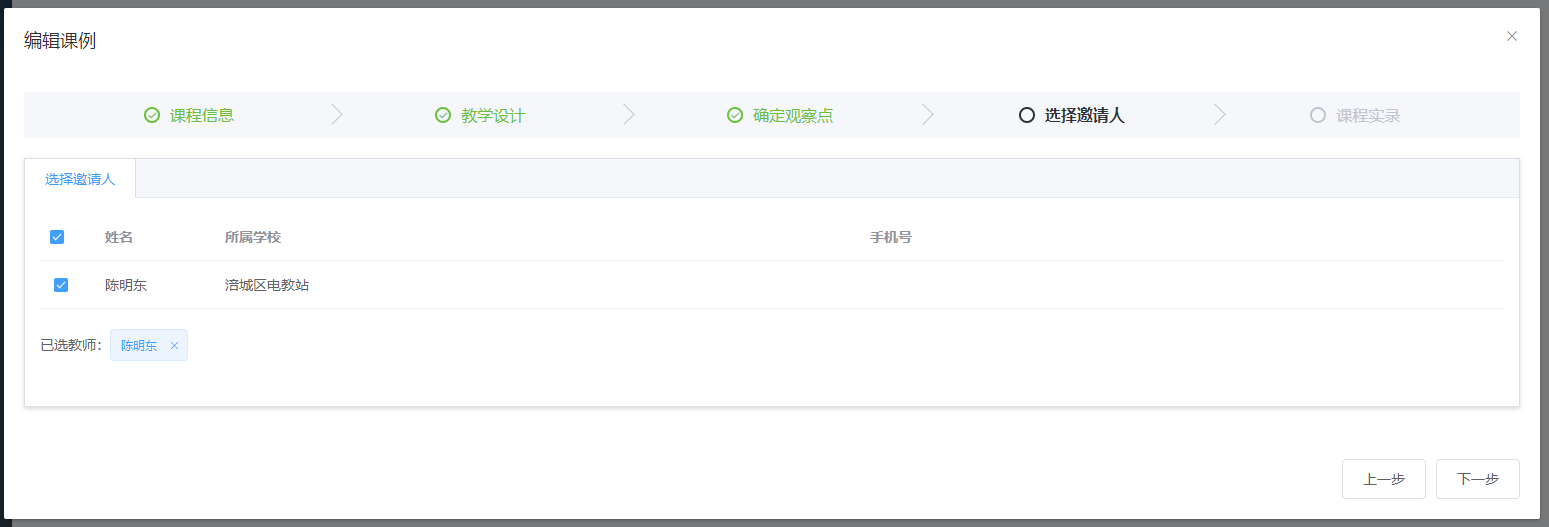 编辑课例
课程信息 教学设计 确定观察点 选择邀请人 课程实录
选择邀请人
姓名 所属学校 手机号
陈明东 涪城区电教站
已选教师: 陈明东
上一步 下一步